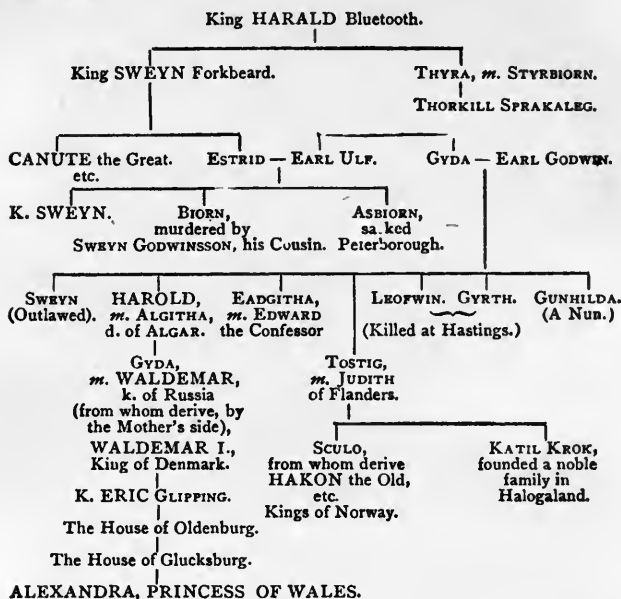 King HARALD Bluetooth.
King SWEYN Forkbeard. THYRA, m. STYRBIORN.
THORKILL SPRAKALEG.
CANUTE the Great. ESTRID — EARL ULF. GYDA — EARL GODWIN.
etc.
K. SWEYN. BIORN, ASBIORN,
murdered by sa.ked
SWEYN GODWINSSON, his Cousin. Peterborough.
SWEYN HAROLD, EADGITHA, LEOFWIN. GYRTH. GUNHILDA.
(Outlawed). m. ALGITHA, m. EDWARD (Killed at Hastings.) (A Nun.)
d. of ALGAR. the Confessor
GYDA, TOSTIG,
m. WALDEMAR, m. JUDITH
k. of Russia of Flanders.
(from whom derive, by
the Mother's side),
WALDEMAR I., SCULO, KATIL KROK,
King of Denmark. from whom derive founded a noble
HAKON the Old, family in
K. ERIC GLIPPING. etc. Halogaland.
Kings of Norway.
The House of Oldenburg.
The House of Glucksburg.
ALEXANDRA, PRINCESS OF WALES.